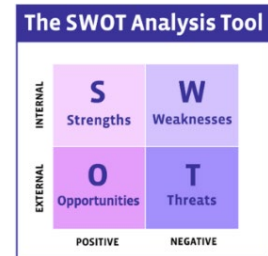 The SWOT Analysis Tool
INTERNAL
S
Strengths
W
Weaknesses
EXTERNAL
O
Opportunities
T
Threats
POSITIVE
NEGATIVE